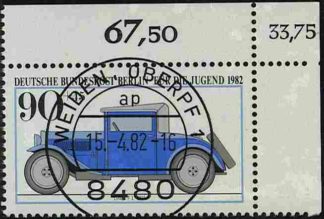 67,50
33,75
DEUTSCHE BUNDESPOST BERLIN FÜR DIE JUGEND 1982
90
WEIDEN, OBERPF 1
ap
15.-4.82-16
8480